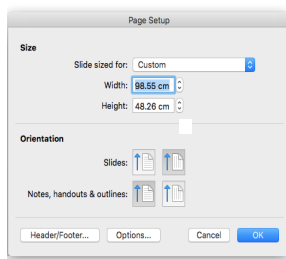 Page Setup
Size
Slide sized for: Custom
Width: 98.55 cm
Height: 48.26 cm
Orientation
Slides:
Notes, handouts & outlines:
Header/Footer... Options... Cancel OK